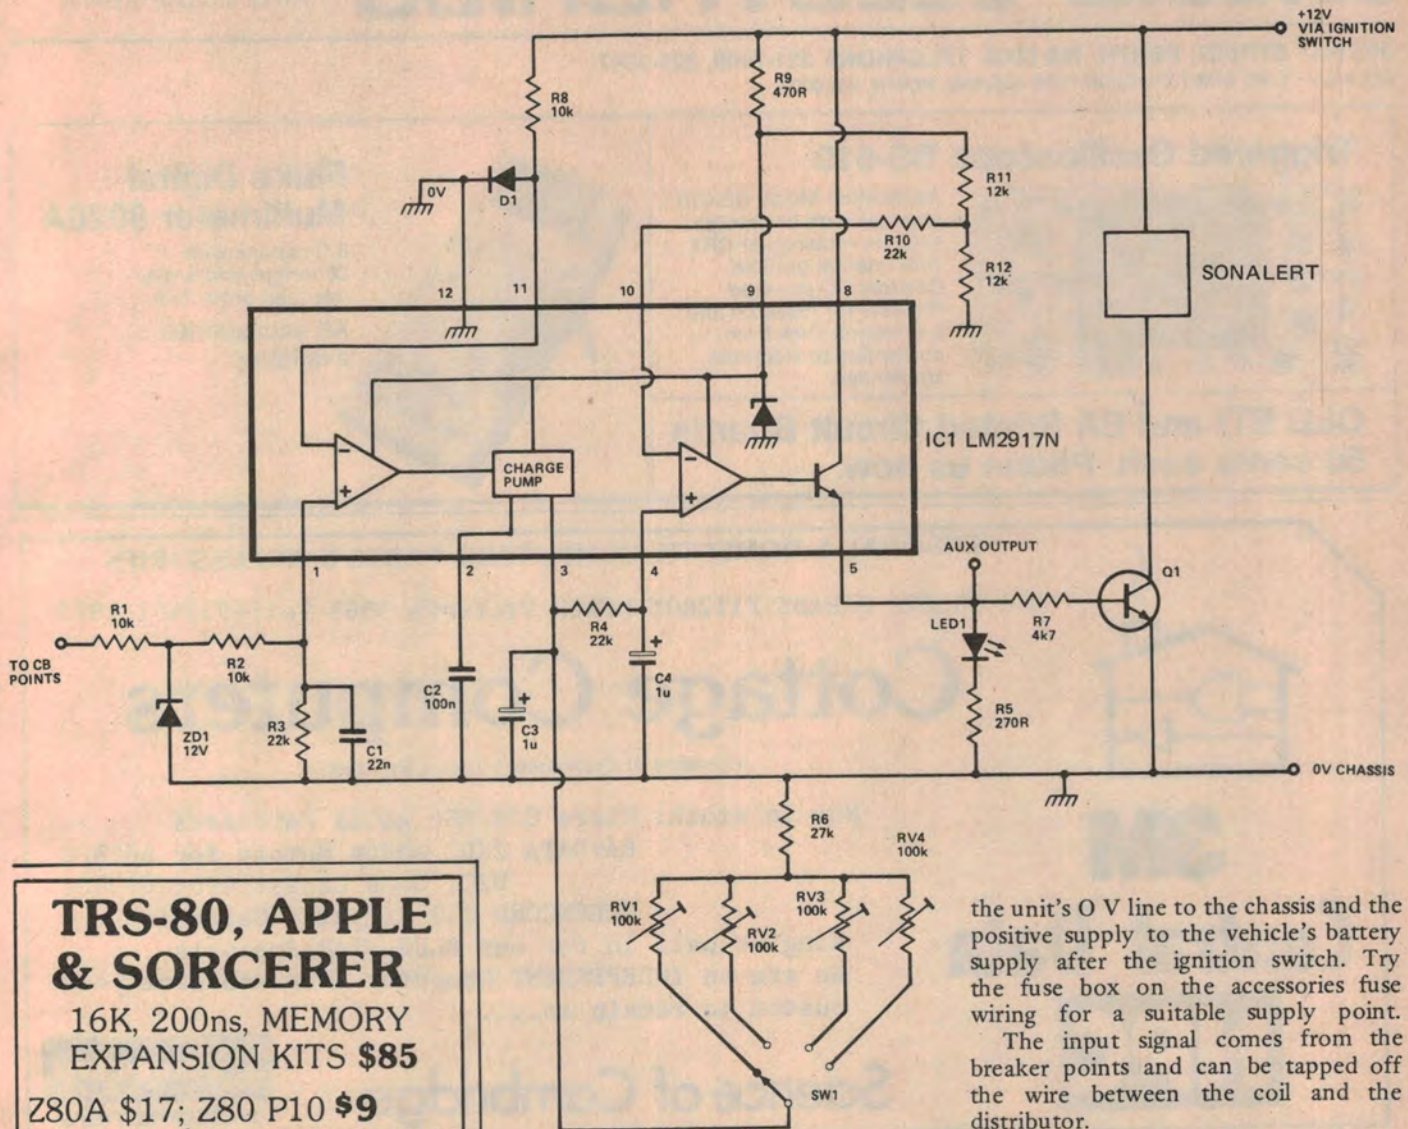 +12V
VIA IGNITION
SWITCH
R8
10k
R9
470R
0V
D1
R11
12k
R10
22k
R12
12k
SONALERT
12
11
10
9
8
IC1 LM2917N
−
+
CHARGE
PUMP
−
+
1
2
3
4
5
AUX OUTPUT
Q1
R1
10k
TO CB
POINTS
R2
10k
R4
22k
LED1
R7
4k7
ZD1
12V
R3
22k
C1
22n
C2
100n
+
C3
1u
+
C4
1u
R5
270R
0V CHASSIS
R6
27k
RV1
100k
RV2
100k
RV3
100k
RV4
100k
SW1
TRS-80, APPLE
& SORCERER
16K, 200ns, MEMORY
EXPANSION KITS $85
Z80A $17; Z80 P10 $9
the unit's O V line to the chassis and the
positive supply to the vehicle's battery
supply after the ignition switch. Try
the fuse box on the accessories fuse
wiring for a suitable supply point.
The input signal comes from the
breaker points and can be tapped off
the wire between the coil and the
distributor.